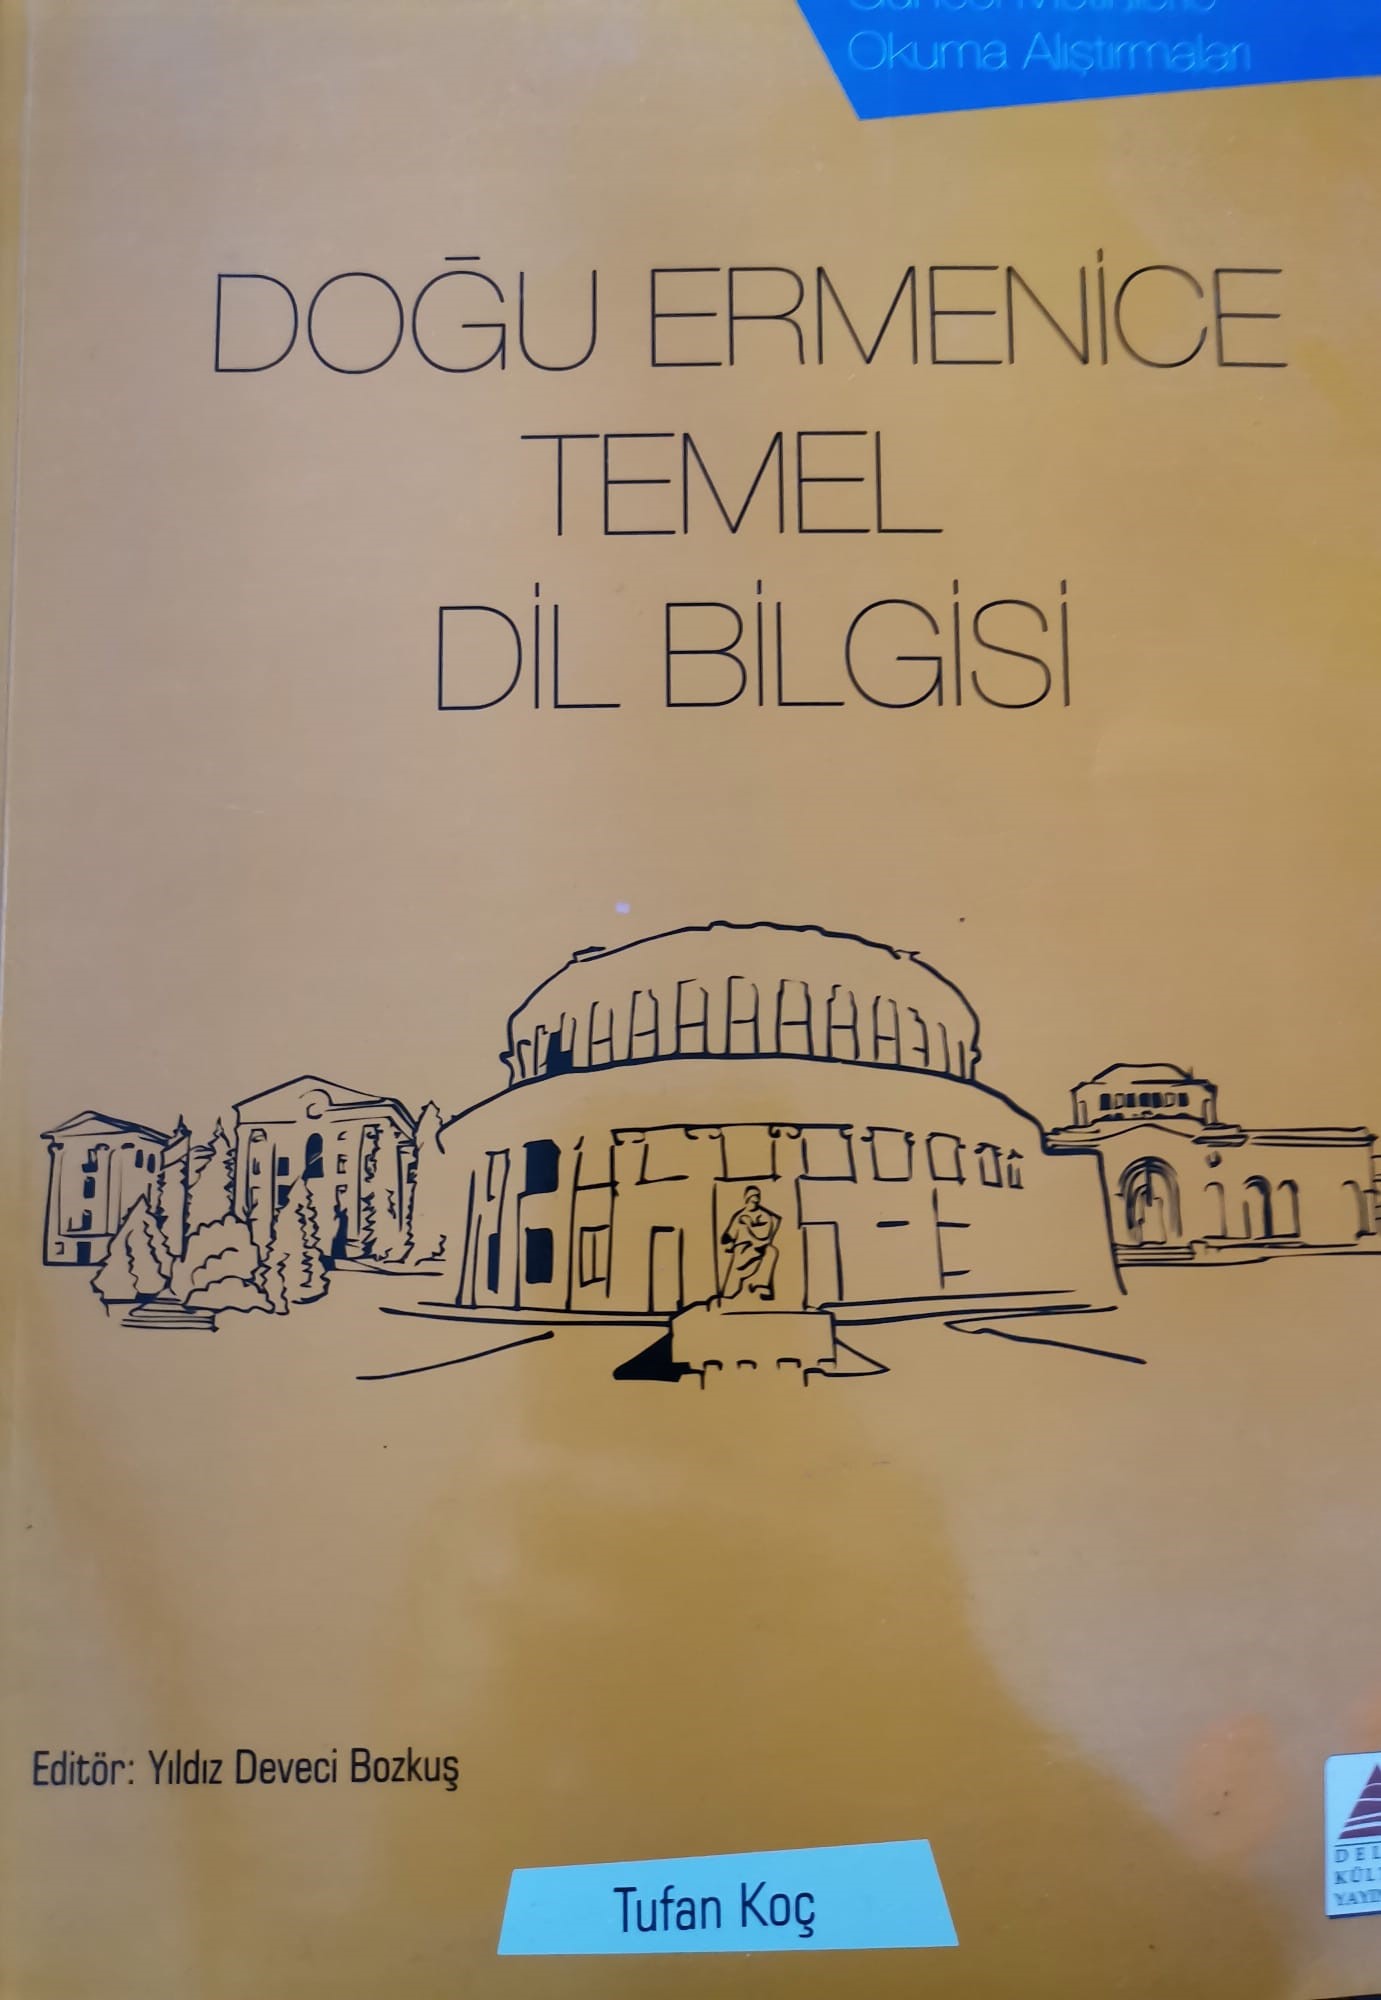 Okuma Alıştırmaları
DOĞU ERMENİCE
TEMEL
DİL BİLGİSİ
Editör: Yıldız Deveci Bozkuş
Tufan Koç